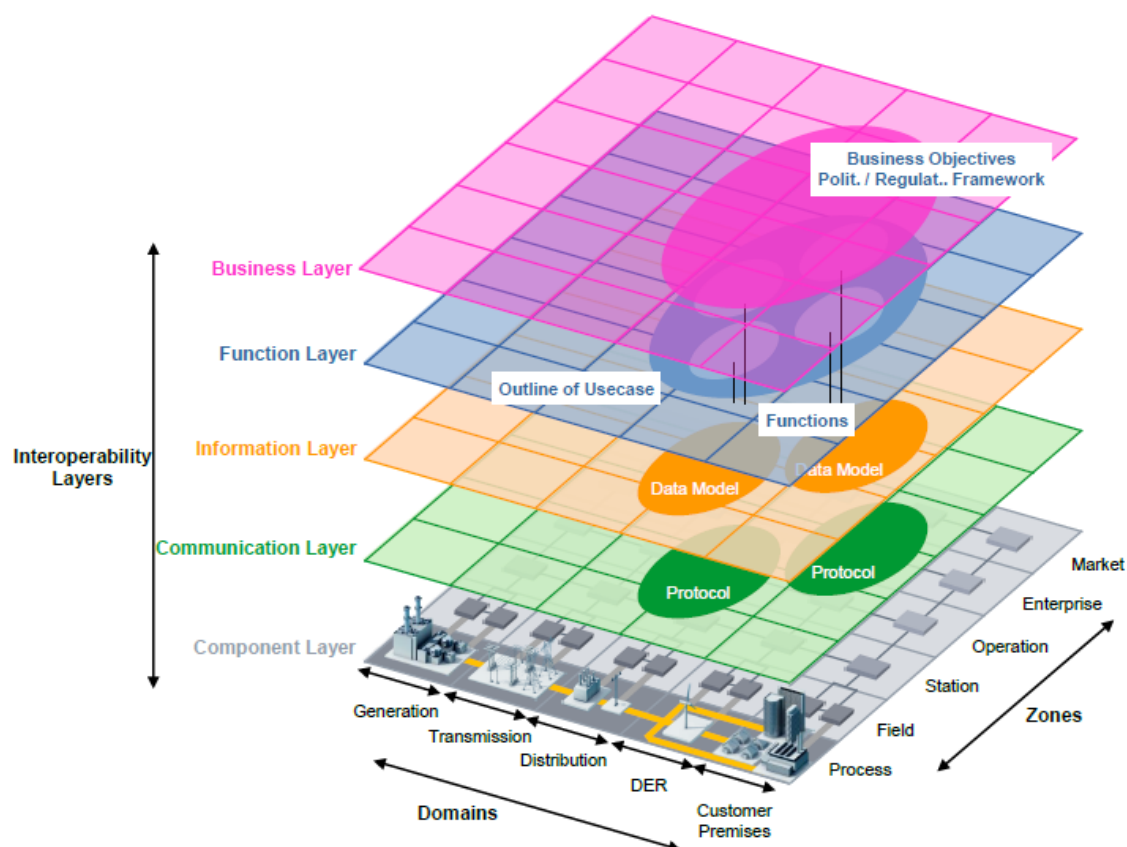 Business Objectives
Polit. / Regulat.. Framework
Business Layer
Function Layer
Outline of Usecase
Functions
Information Layer
Data Model
Data Model
Interoperability
Layers
Communication Layer
Protocol
Protocol
Component Layer
Market
Enterprise
Operation
Station
Field
Process
Zones
Generation
Transmission
Distribution
DER
Customer
Premises
Domains